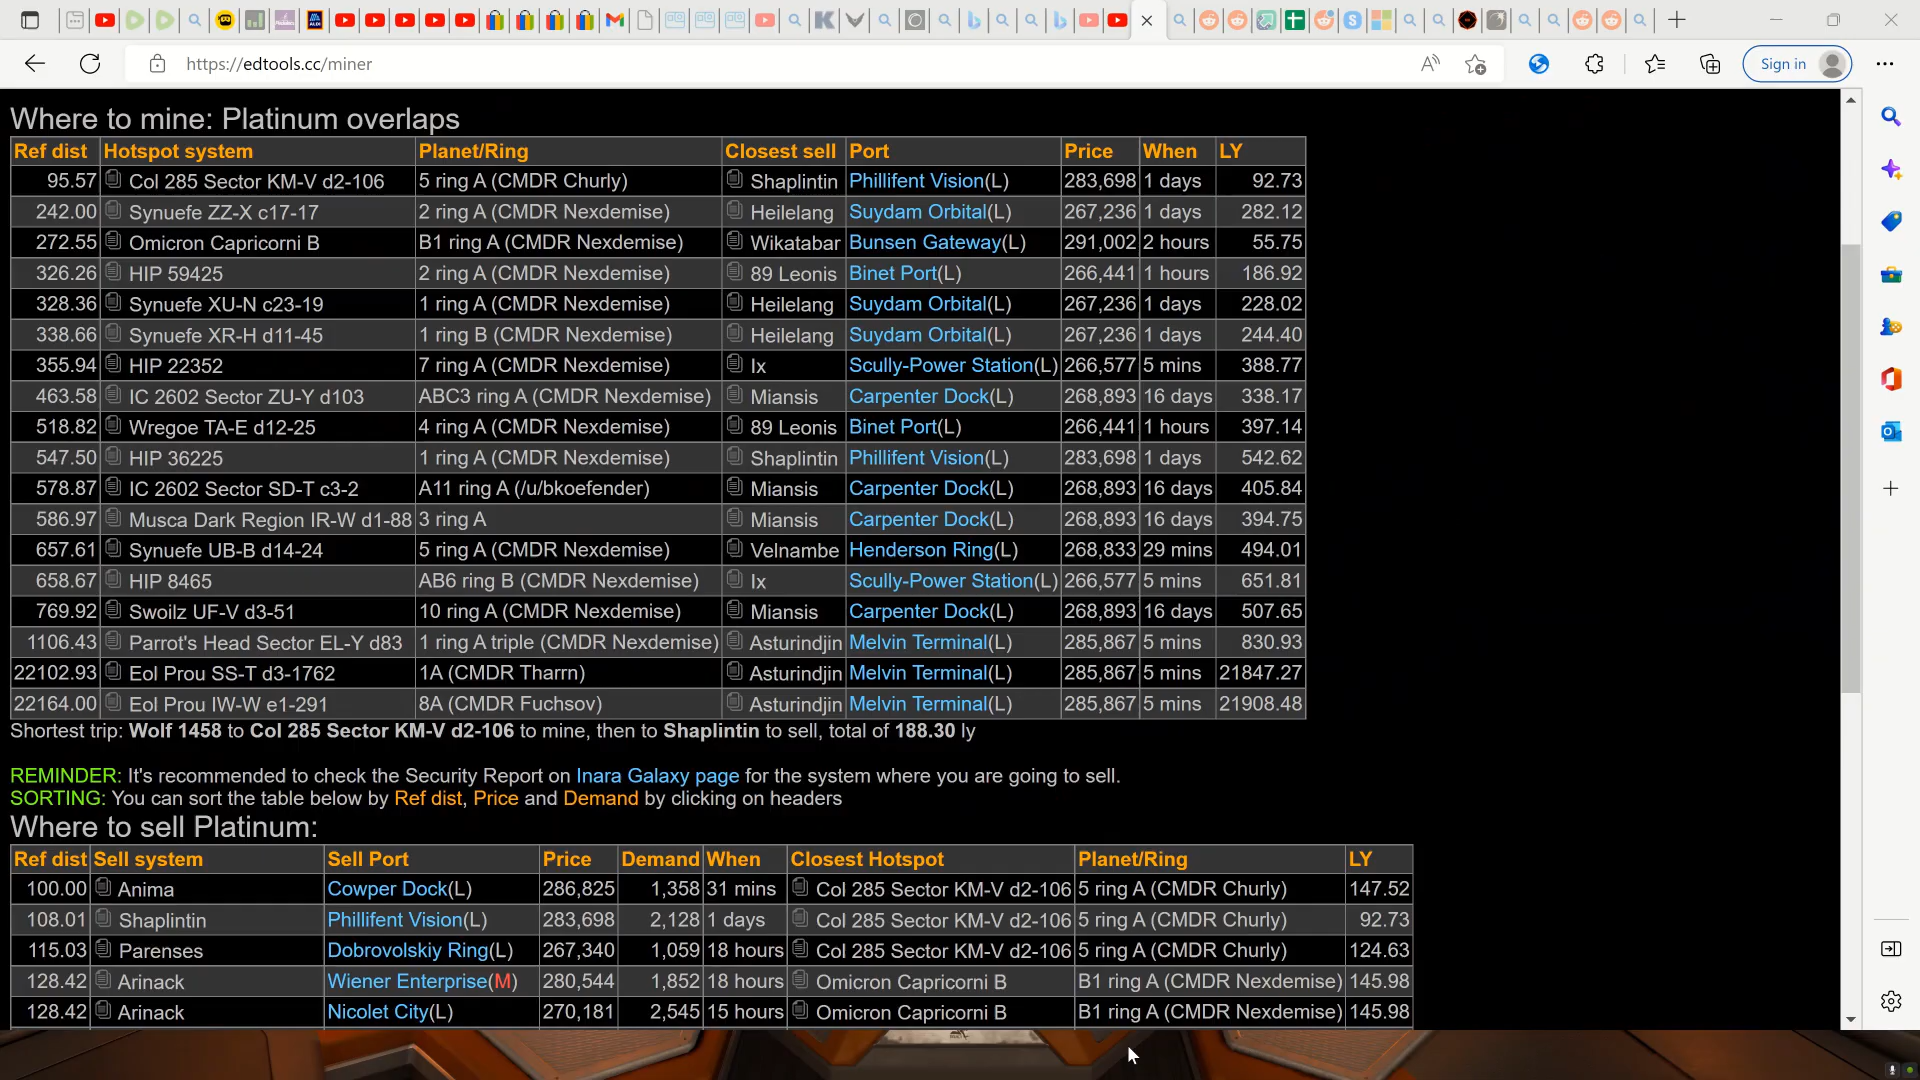 https://edtools.cc/miner
Sign in
Where to mine: Platinum overlaps
Ref dist Hotspot system Planet/Ring Closest sell Port Price When LY
95.57 Col 285 Sector KM-V d2-106 5 ring A (CMDR Churly) Shaplintin Phillifent Vision(L) 283,698 1 days 92.73
242.00 Synuefe ZZ-X c17-17 2 ring A (CMDR Nexdemise) Heilelang Suydam Orbital(L) 267,236 1 days 282.12
272.55 Omicron Capricorni B B1 ring A (CMDR Nexdemise) Wikatabar Bunsen Gateway(L) 291,002 2 hours 55.75
326.26 HIP 59425 2 ring A (CMDR Nexdemise) 89 Leonis Binet Port(L) 266,441 1 hours 186.92
328.36 Synuefe XU-N c23-19 1 ring A (CMDR Nexdemise) Heilelang Suydam Orbital(L) 267,236 1 days 228.02
338.66 Synuefe XR-H d11-45 1 ring B (CMDR Nexdemise) Heilelang Suydam Orbital(L) 267,236 1 days 244.40
355.94 HIP 22352 7 ring A (CMDR Nexdemise) Ix Scully-Power Station(L) 266,577 5 mins 388.77
463.58 IC 2602 Sector ZU-Y d103 ABC3 ring A (CMDR Nexdemise) Miansis Carpenter Dock(L) 268,893 16 days 338.17
518.82 Wregoe TA-E d12-25 4 ring A (CMDR Nexdemise) 89 Leonis Binet Port(L) 266,441 1 hours 397.14
547.50 HIP 36225 1 ring A (CMDR Nexdemise) Shaplintin Phillifent Vision(L) 283,698 1 days 542.62
578.87 IC 2602 Sector SD-T c3-2 A11 ring A (/u/bkoefender) Miansis Carpenter Dock(L) 268,893 16 days 405.84
586.97 Musca Dark Region IR-W d1-88 3 ring A Miansis Carpenter Dock(L) 268,893 16 days 394.75
657.61 Synuefe UB-B d14-24 5 ring A (CMDR Nexdemise) Velnambe Henderson Ring(L) 268,833 29 mins 494.01
658.67 HIP 8465 AB6 ring B (CMDR Nexdemise) Ix Scully-Power Station(L) 266,577 5 mins 651.81
769.92 Swoilz UF-V d3-51 10 ring A (CMDR Nexdemise) Miansis Carpenter Dock(L) 268,893 16 days 507.65
1106.43 Parrot's Head Sector EL-Y d83 1 ring A triple (CMDR Nexdemise) Asturindjin Melvin Terminal(L) 285,867 5 mins 830.93
22102.93 Eol Prou SS-T d3-1762 1A (CMDR Tharrn) Asturindjin Melvin Terminal(L) 285,867 5 mins 21847.27
22164.00 Eol Prou IW-W e1-291 8A (CMDR Fuchsov) Asturindjin Melvin Terminal(L) 285,867 5 mins 21908.48
Shortest trip: Wolf 1458 to Col 285 Sector KM-V d2-106 to mine, then to Shaplintin to sell, total of 188.30 ly
REMINDER: It's recommended to check the Security Report on Inara Galaxy page for the system where you are going to sell.
SORTING: You can sort the table below by Ref dist, Price and Demand by clicking on headers
Where to sell Platinum:
Ref dist Sell system Sell Port Price Demand When Closest Hotspot Planet/Ring LY
100.00 Anima Cowper Dock(L) 286,825 1,358 31 mins Col 285 Sector KM-V d2-106 5 ring A (CMDR Churly) 147.52
108.01 Shaplintin Phillifent Vision(L) 283,698 2,128 1 days Col 285 Sector KM-V d2-106 5 ring A (CMDR Churly) 92.73
115.03 Parenses Dobrovolskiy Ring(L) 267,340 1,059 18 hours Col 285 Sector KM-V d2-106 5 ring A (CMDR Churly) 124.63
128.42 Arinack Wiener Enterprise(M) 280,544 1,852 18 hours Omicron Capricorni B B1 ring A (CMDR Nexdemise) 145.98
128.42 Arinack Nicolet City(L) 270,181 2,545 15 hours Omicron Capricorni B B1 ring A (CMDR Nexdemise) 145.98